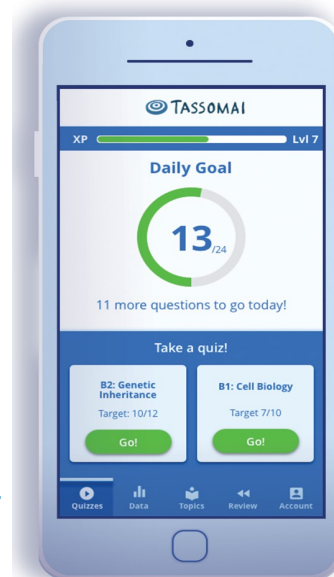 TASSOMAI
XP Lvl 7
Daily Goal
13/24
11 more questions to go today!
Take a quiz!
B2: Genetic
Inheritance
Target: 10/12
Go!
B1: Cell Biology
Target 7/10
Go!
Quizzes Data Topics Review Account